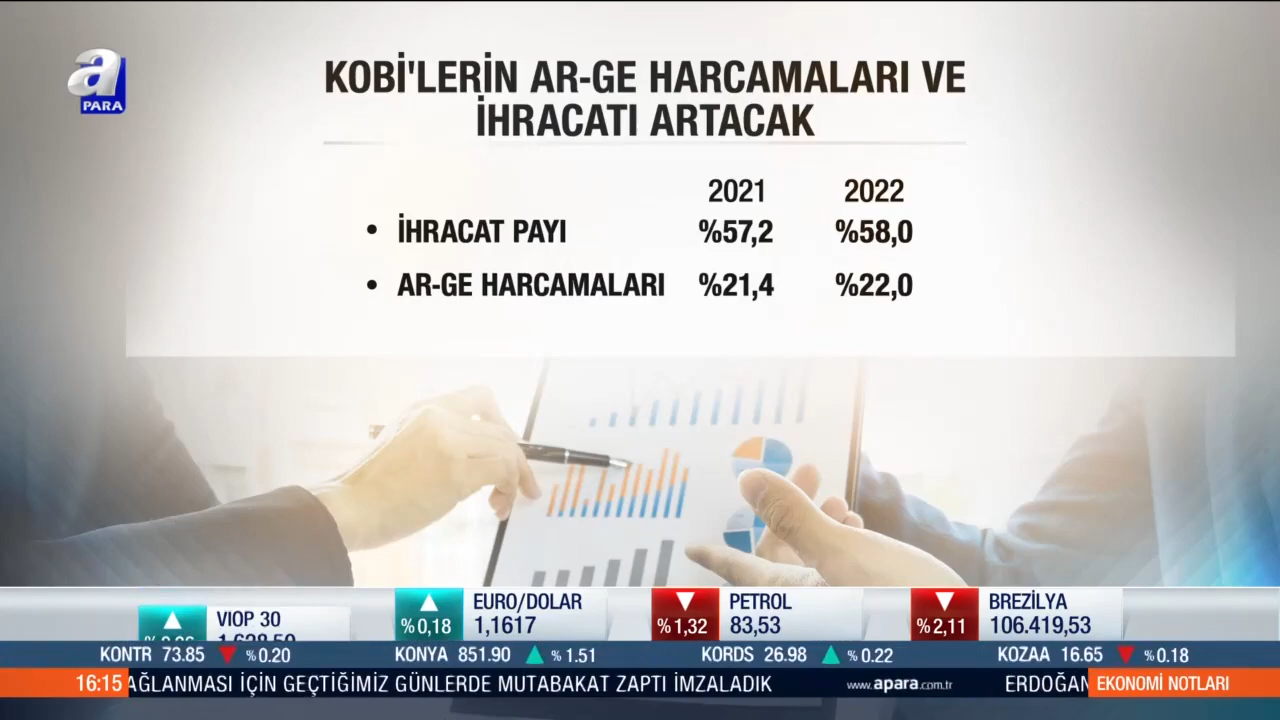 a
PARA
KOBİ'LERİN AR-GE HARCAMALARI VE
İHRACATI ARTACAK
2021 2022
• İHRACAT PAYI %57,2 %58,0
• AR-GE HARCAMALARI %21,4 %22,0
VIOP 30
EURO/DOLAR
%0,18 1,1617
PETROL
%1,32 83,53
BREZİLYA
%2,11 106.419,53
KONTR 73.85 %0.20 KONYA 851.90 %1.51 KORDS 26.98 %0.22 KOZAA 16.65 %0.18
16:15 AĞLANMASI İÇİN GEÇTİĞİMİZ GÜNLERDE MUTABAKAT ZAPTI İMZALADIK www.apara.com.tr ERDOĞAN EKONOMİ NOTLARI